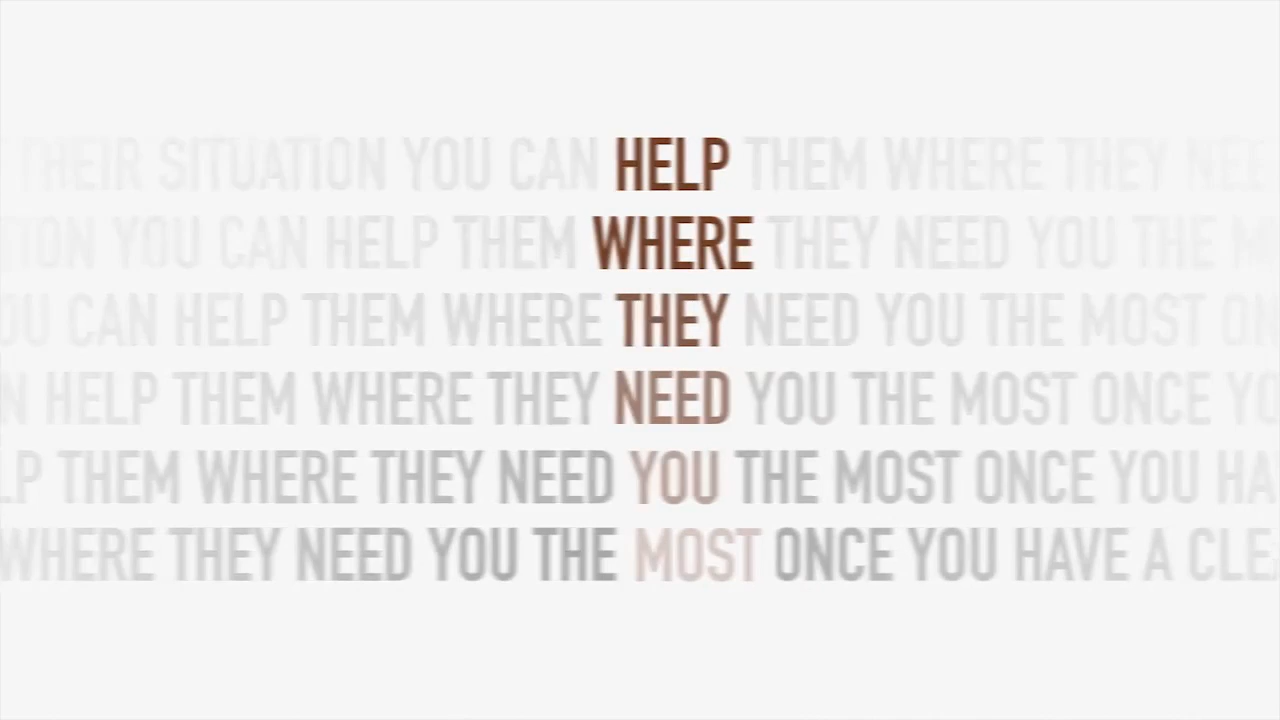 THEIR SITUATION YOU CAN HELP THEM WHERE THEY NEE
ION YOU CAN HELP THEM WHERE THEY NEED YOU THE M
OU CAN HELP THEM WHERE THEY NEED YOU THE MOST ON
N HELP THEM WHERE THEY NEED YOU THE MOST ONCE YO
LP THEM WHERE THEY NEED YOU THE MOST ONCE YOU HA
WHERE THEY NEED YOU THE MOST ONCE YOU HAVE A CLEA